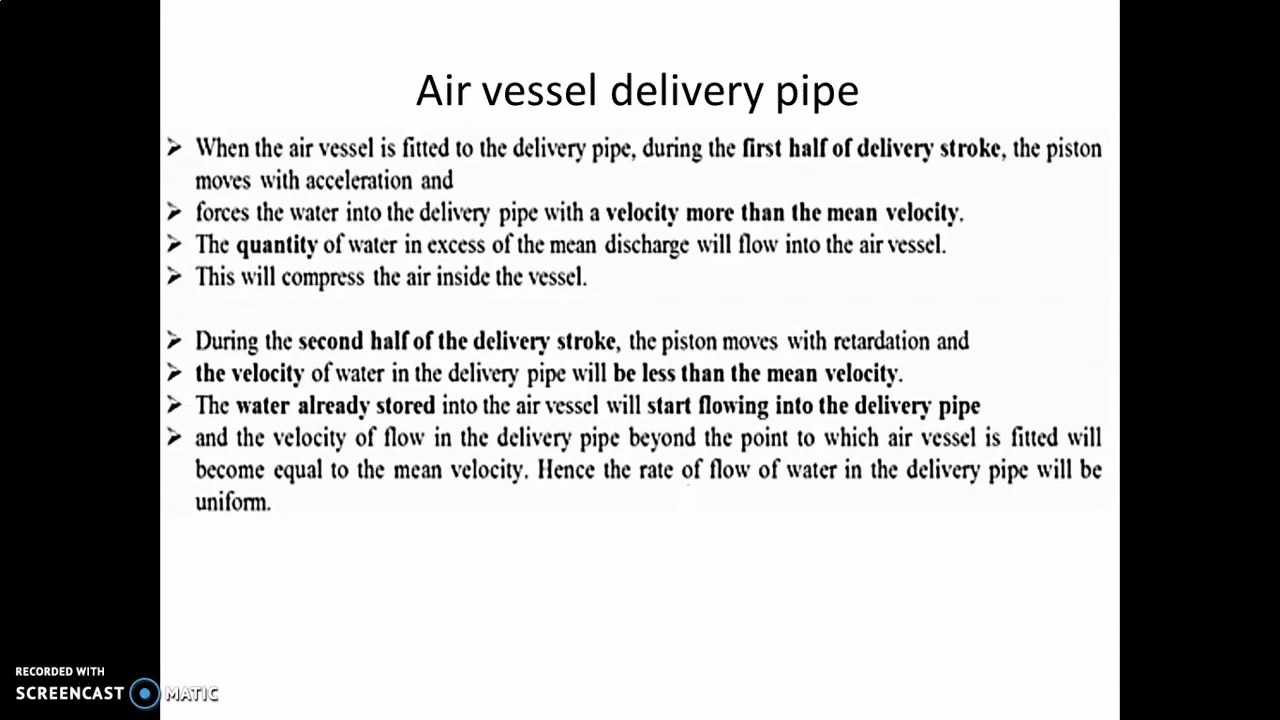 Air vessel delivery pipe
➢ When the air vessel is fitted to the delivery pipe, during the first half of delivery stroke, the piston
moves with acceleration and
➢ forces the water into the delivery pipe with a velocity more than the mean velocity.
➢ The quantity of water in excess of the mean discharge will flow into the air vessel.
➢ This will compress the air inside the vessel.
➢ During the second half of the delivery stroke, the piston moves with retardation and
➢ the velocity of water in the delivery pipe will be less than the mean velocity.
➢ The water already stored into the air vessel will start flowing into the delivery pipe
➢ and the velocity of flow in the delivery pipe beyond the point to which air vessel is fitted will
become equal to the mean velocity. Hence the rate of flow of water in the delivery pipe will be
uniform.
RECORDED WITH
SCREENCAST MATIC